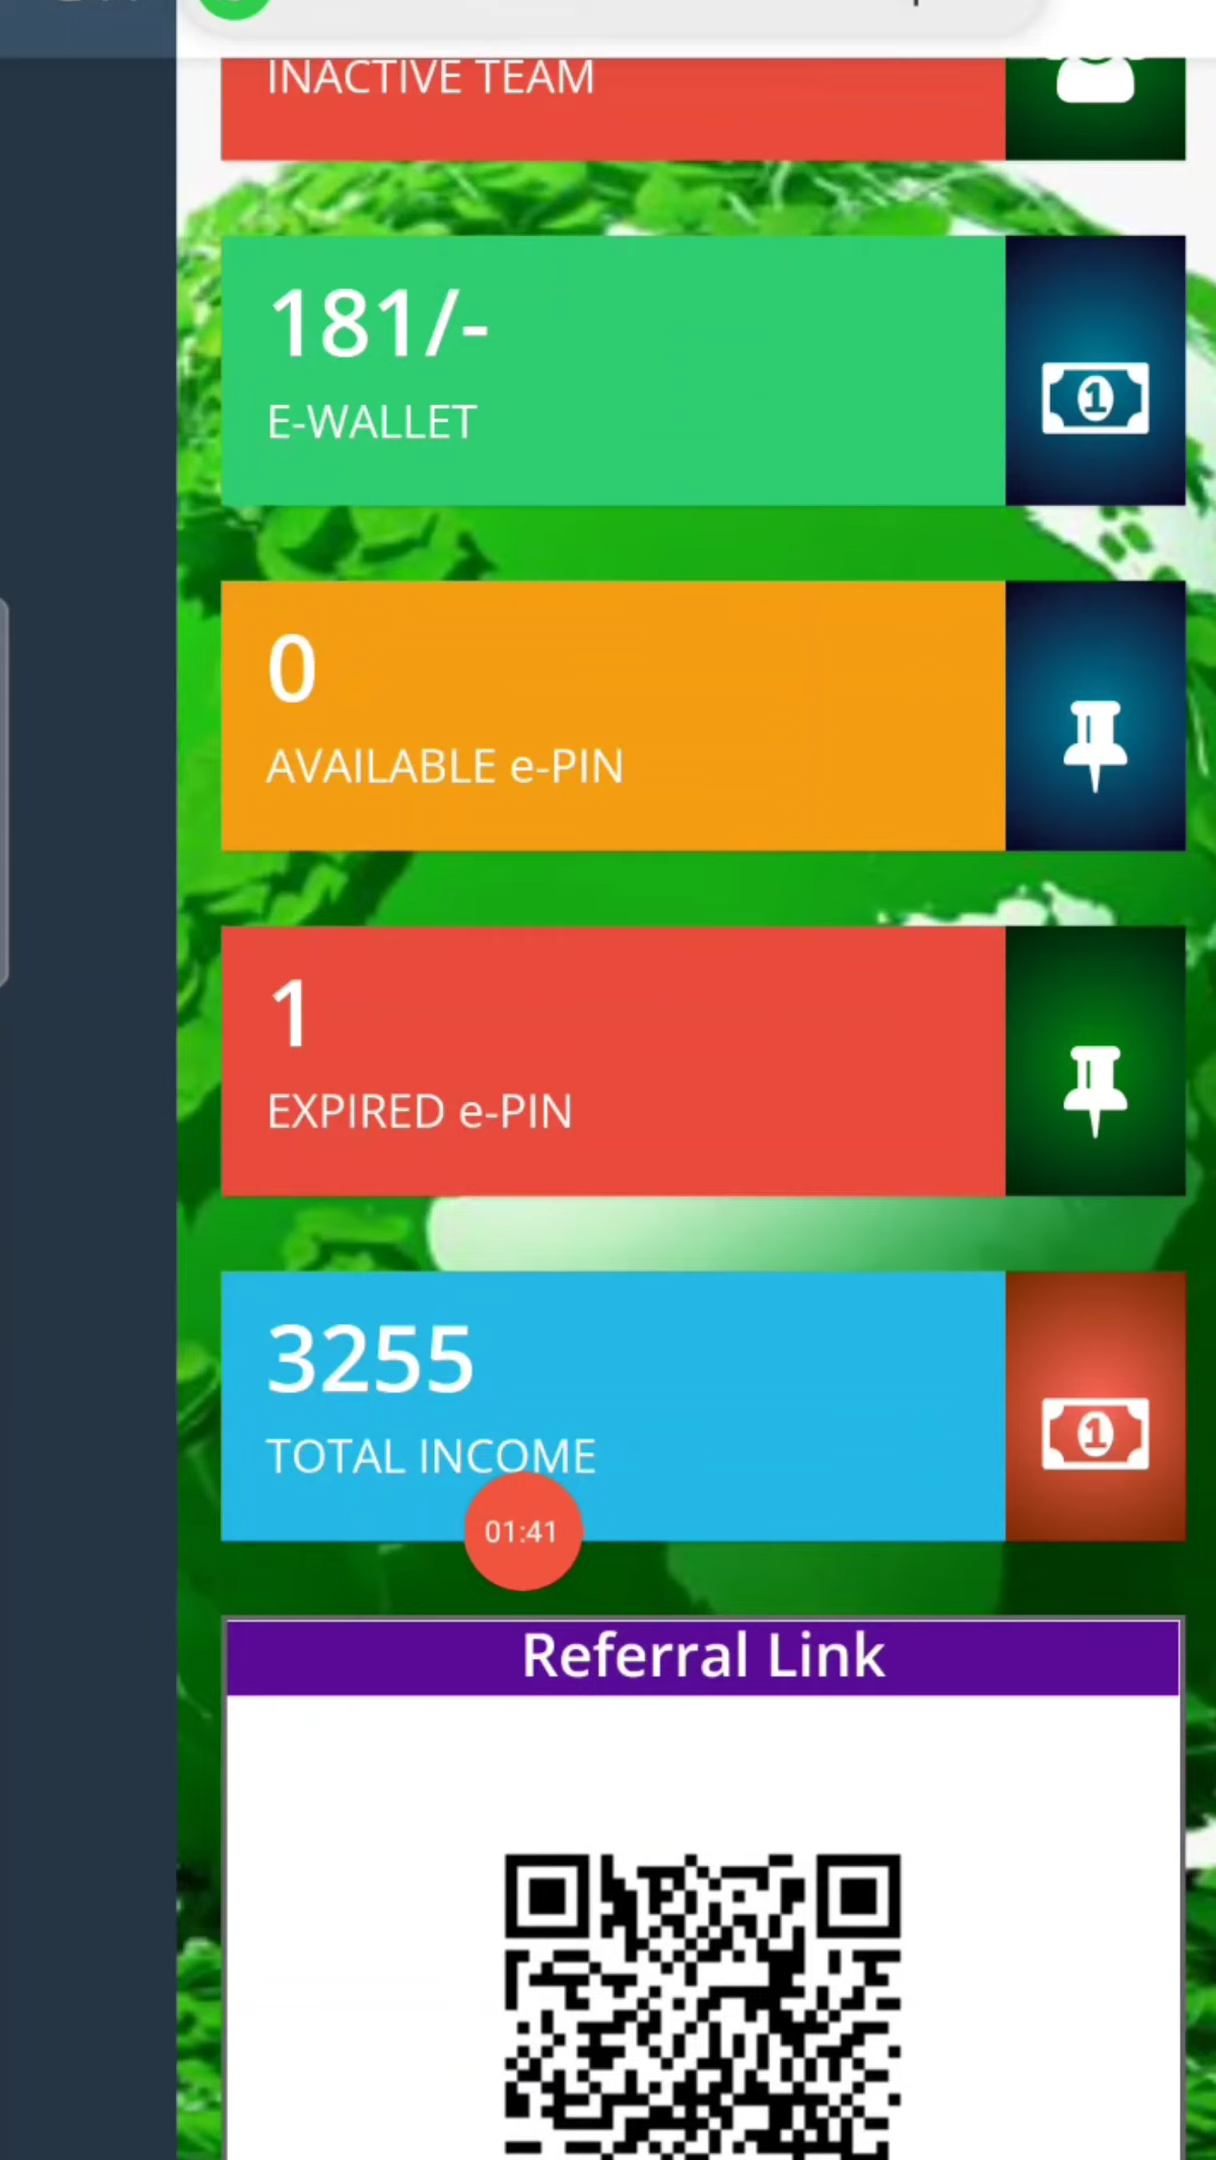 INACTIVE TEAM
181/-
E-WALLET
0
AVAILABLE e-PIN
1
EXPIRED e-PIN
3255
TOTAL INCOME
01:41
Referral Link